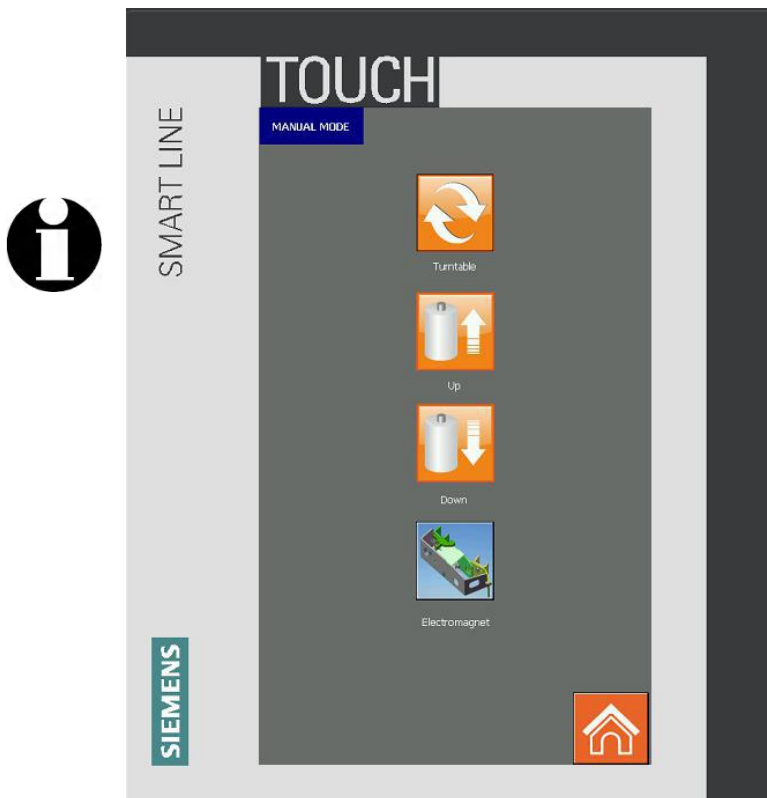 TOUCH
SMART LINE
MANUAL MODE
Turntable
Up
Down
Electromagnet
SIEMENS